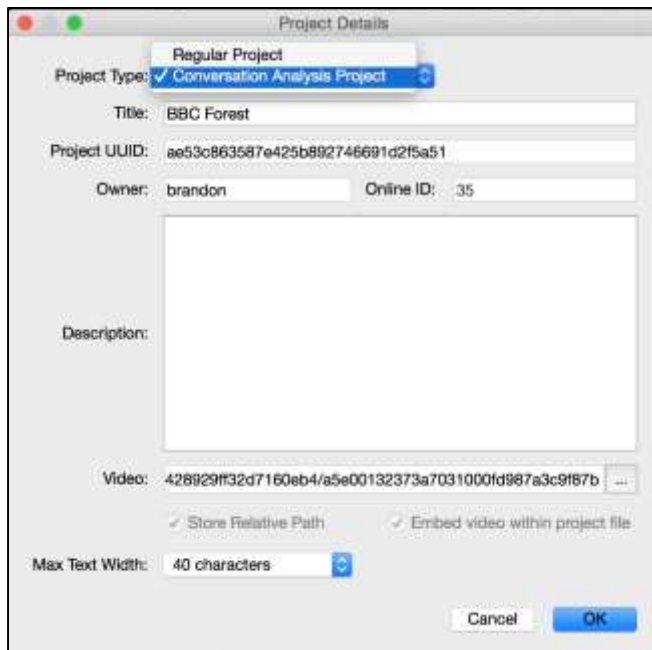 Project Details
Regular Project
Project Type: ✓ Conversation Analysis Project
Title: BBC Forest
Project UUID: ae53c863587e425b892746691d2f5a51
Owner: brandon Online ID: 35
Description:
Video: 428929ff32d7160eb4/a5e00132373a7031000fd987a3c9f87b ...
✓ Store Relative Path ✓ Embed video within project file
Max Text Width: 40 characters
Cancel OK